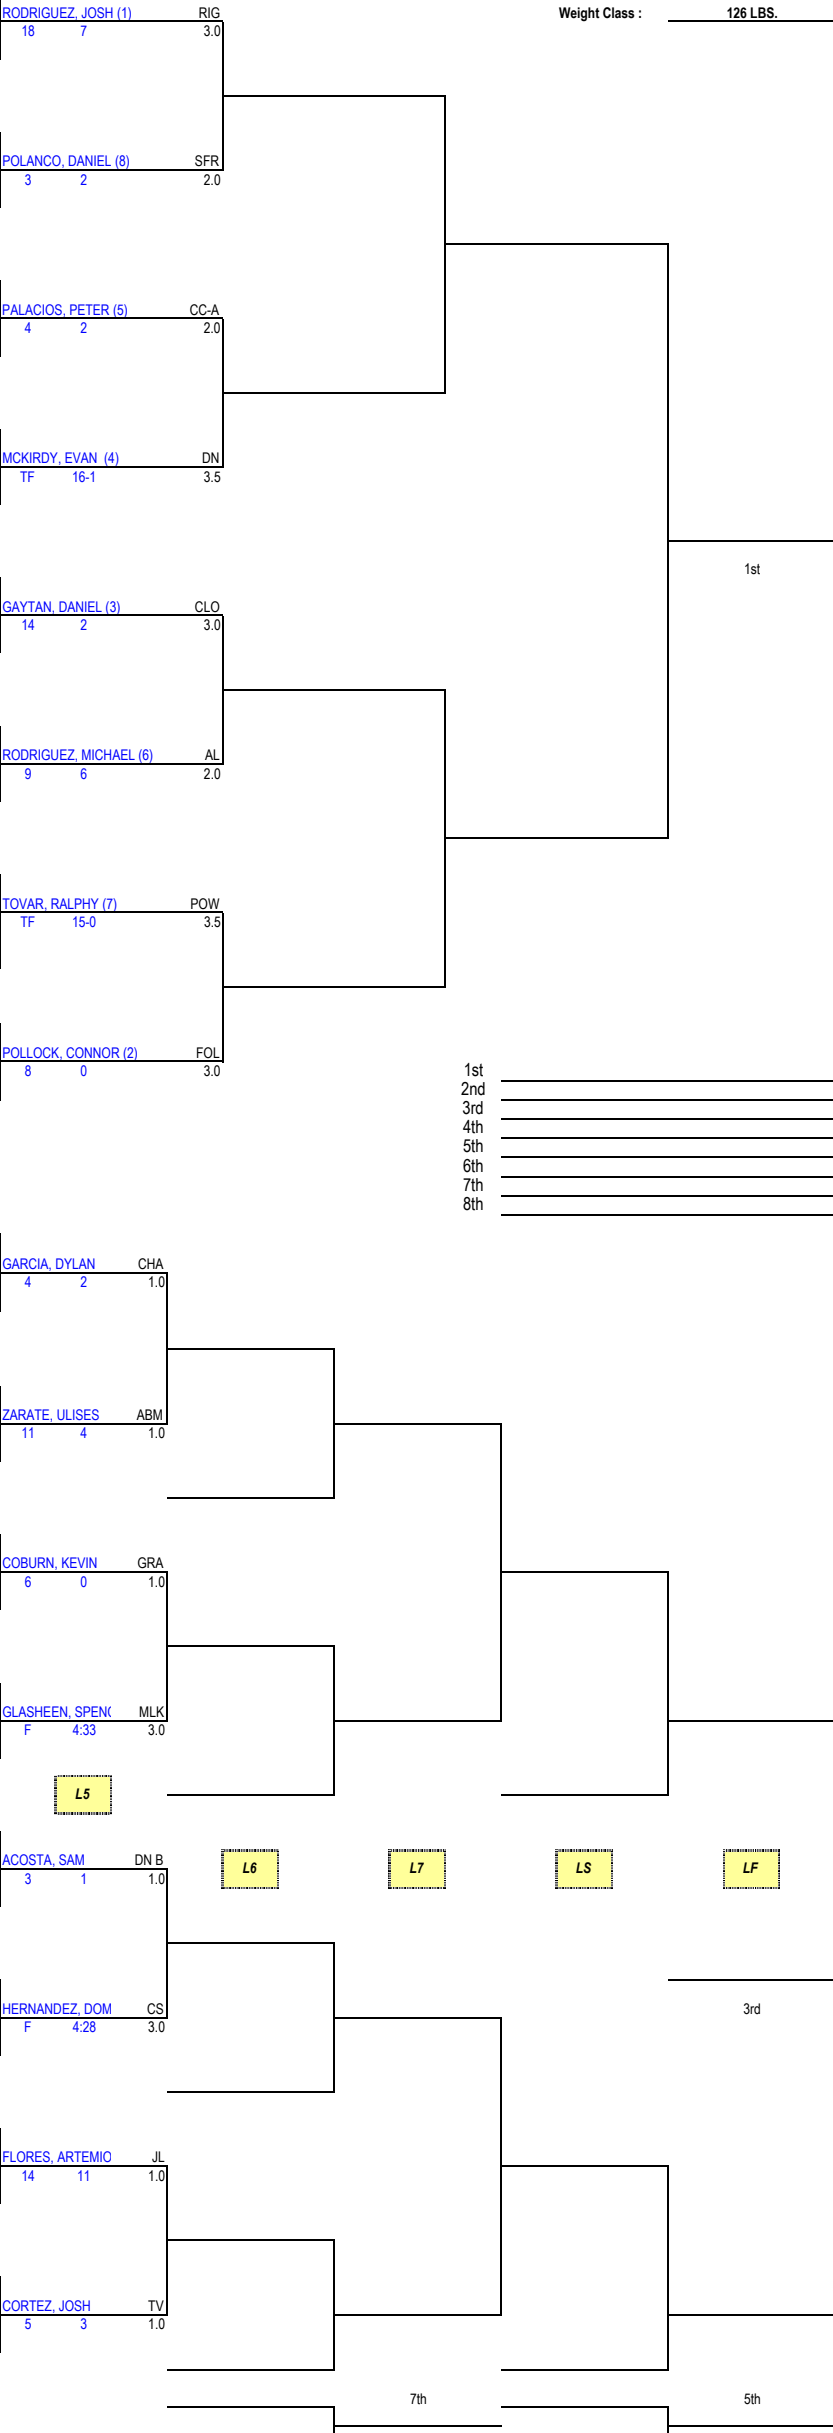 RODRIGUEZ, JOSH (1) RIG Weight Class : 126 LBS.
18 7 3.0
POLANCO, DANIEL (8) SFR
3 2 2.0
PALACIOS, PETER (5) CC-A
4 2 2.0
MCKIRDY, EVAN (4) DN
TF 16-1 3.5
1st
GAYTAN, DANIEL (3) CLO
14 2 3.0
RODRIGUEZ, MICHAEL (6) AL
9 6 2.0
TOVAR, RALPHY (7) POW
TF 15-0 3.5
POLLOCK, CONNOR (2) FOL
8 0 3.0
1st
2nd
3rd
4th
5th
6th
7th
8th
GARCIA, DYLAN CHA
4 2 1.0
ZARATE, ULISES ABM
11 4 1.0
COBURN, KEVIN GRA
6 0 1.0
GLASHEEN, SPEN MLK
F 4:33 3.0
L5
ACOSTA, SAM DN B L6 L7 LS LF
3 1 1.0
HERNANDEZ, DOM CS 3rd
F 4:28 3.0
FLORES, ARTEMIO JL
14 11 1.0
CORTEZ, JOSH TV
5 3 1.0
7th 5th